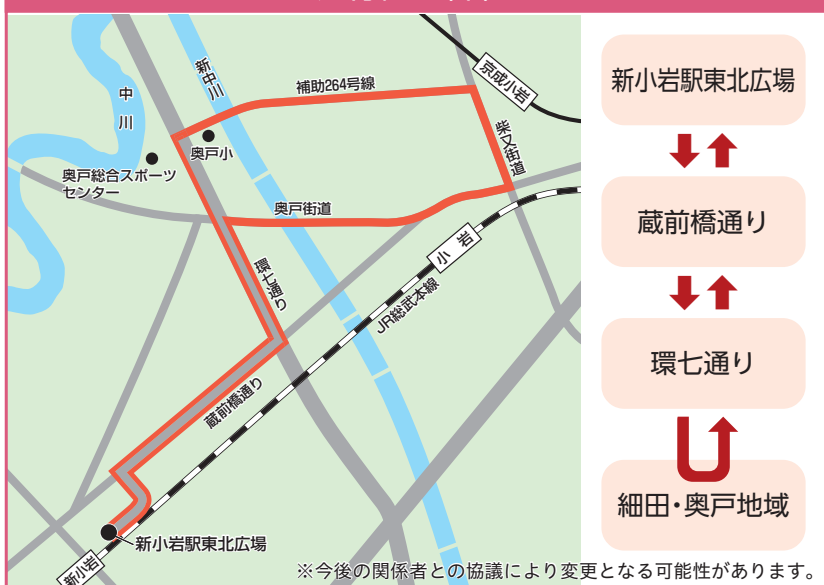 中川
新中川
補助264号線
京成小岩
奥戸小
奥戸総合スポーツ
センター
柴又街道
奥戸街道
小岩
環七通り
JR総武本線
蔵前橋通り
新小岩駅東北広場
新小岩
新小岩駅東北広場
蔵前橋通り
環七通り
細田・奥戸地域
※今後の関係者との協議により変更となる可能性があります。